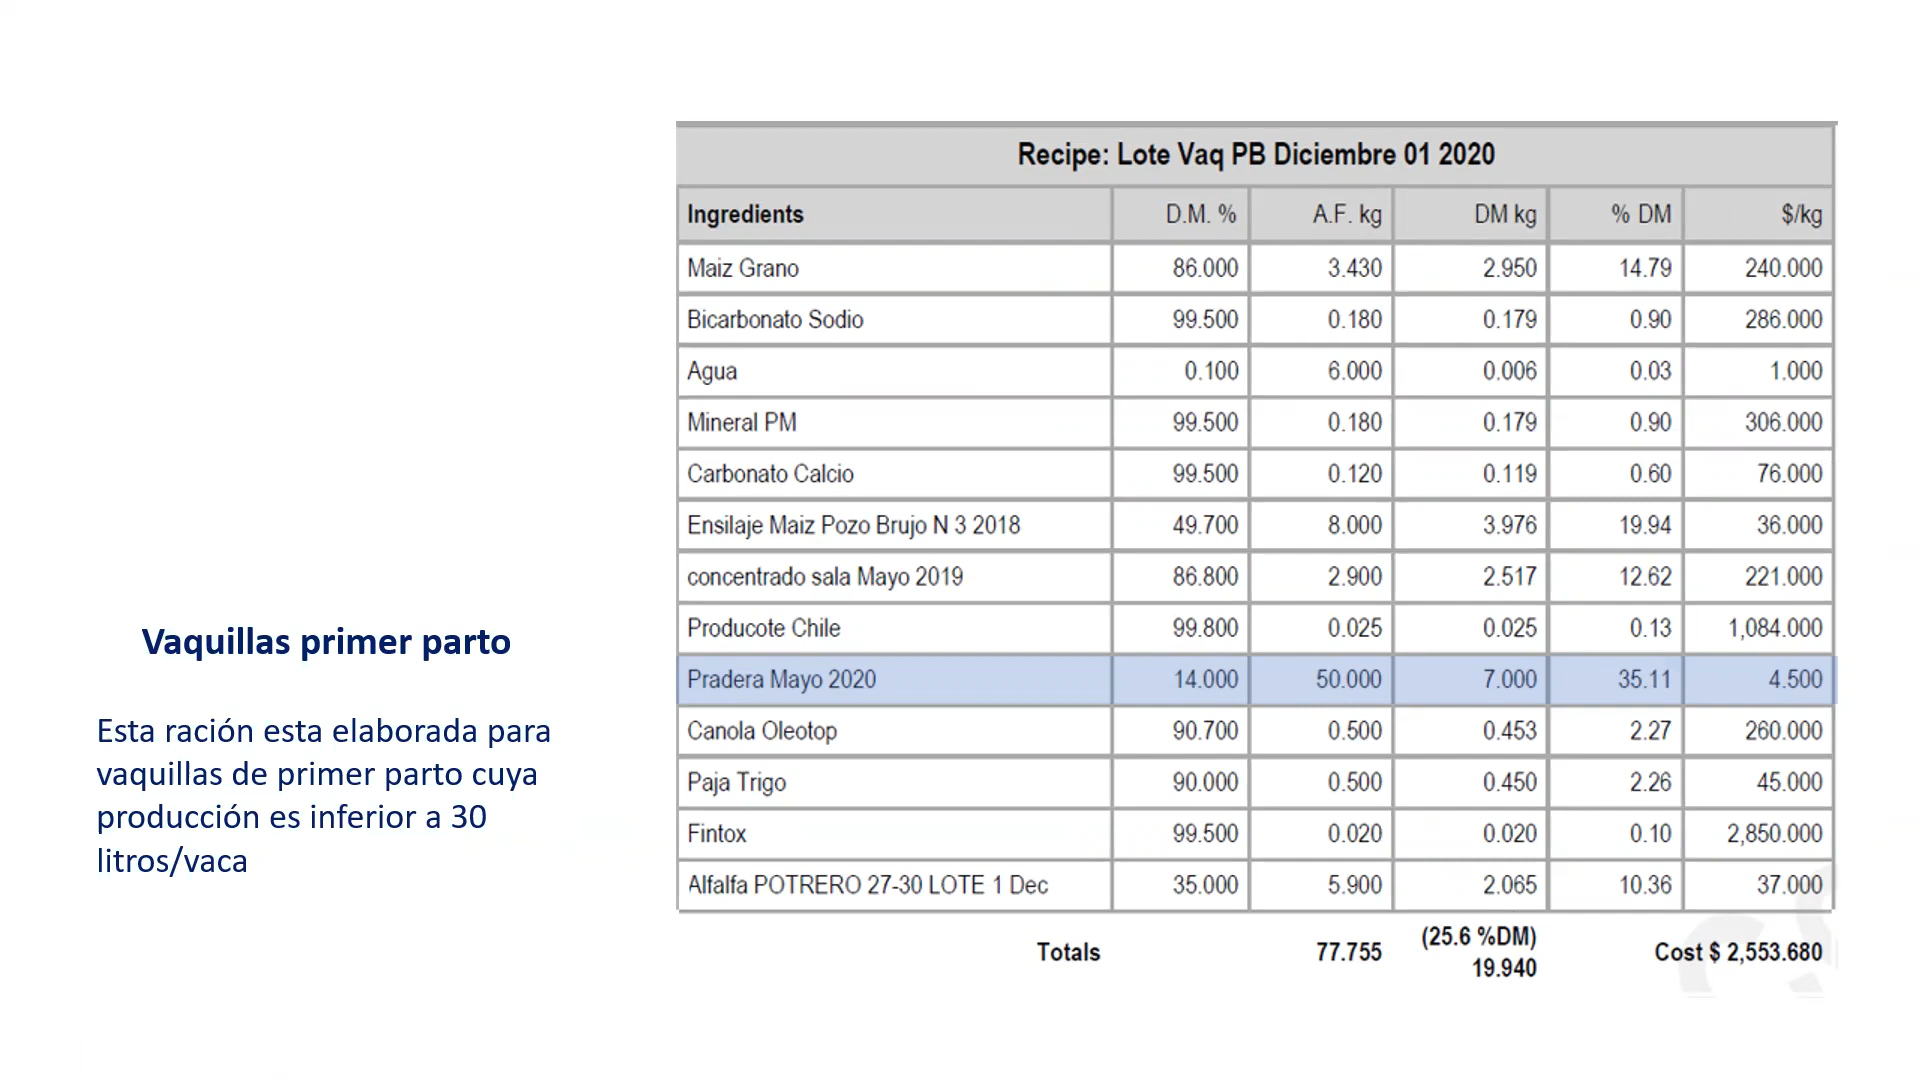 Vaquillas primer parto
Esta ración esta elaborada para
vaquillas de primer parto cuya
producción es inferior a 30
litros/vaca
Recipe: Lote Vaq PB Diciembre 01 2020
Ingredients D.M. % A.F. kg DM kg % DM $/kg
Maiz Grano 86.000 3.430 2.950 14.79 240.000
Bicarbonato Sodio 99.500 0.180 0.179 0.90 286.000
Agua 0.100 6.000 0.006 0.03 1.000
Mineral PM 99.500 0.180 0.179 0.90 306.000
Carbonato Calcio 99.500 0.120 0.119 0.60 76.000
Ensilaje Maiz Pozo Brujo N 3 2018 49.700 8.000 3.976 19.94 36.000
concentrado sala Mayo 2019 86.800 2.900 2.517 12.62 221.000
Producote Chile 99.800 0.025 0.025 0.13 1,084.000
Pradera Mayo 2020 14.000 50.000 7.000 35.11 4.500
Canola Oleotop 90.700 0.500 0.453 2.27 260.000
Paja Trigo 90.000 0.500 0.450 2.26 45.000
Fintox 99.500 0.020 0.020 0.10 2,850.000
Alfalfa POTRERO 27-30 LOTE 1 Dec 35.000 5.900 2.065 10.36 37.000
Totals 77.755 (25.6 %DM) 19.940 Cost $ 2,553.680